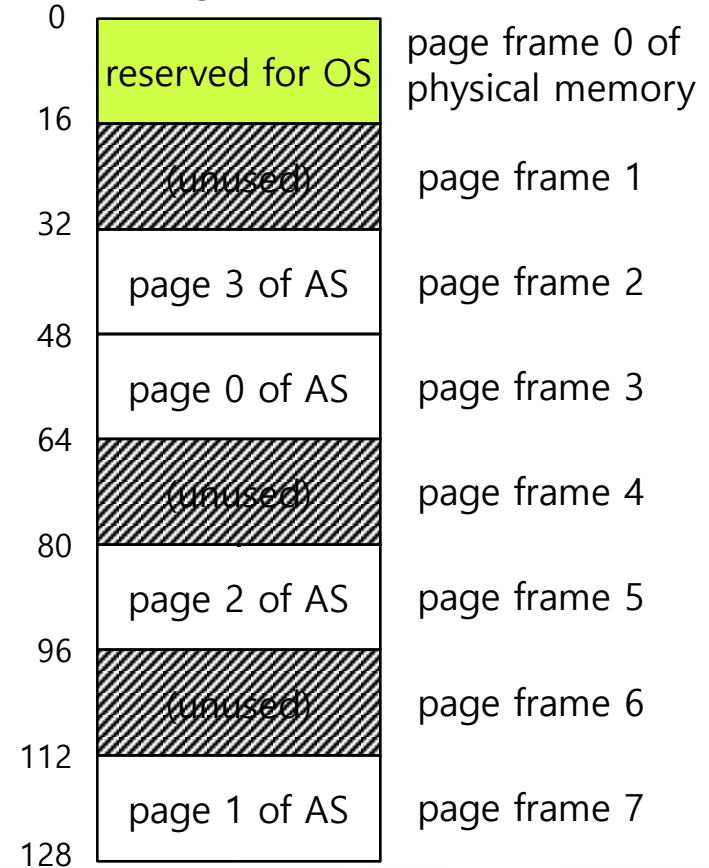 0
reserved for OS
page frame 0 of
physical memory
16
(unused)
page frame 1
32
page 3 of AS
page frame 2
48
page 0 of AS
page frame 3
64
(unused)
page frame 4
80
page 2 of AS
page frame 5
96
(unused)
page frame 6
112
page 1 of AS
page frame 7
128